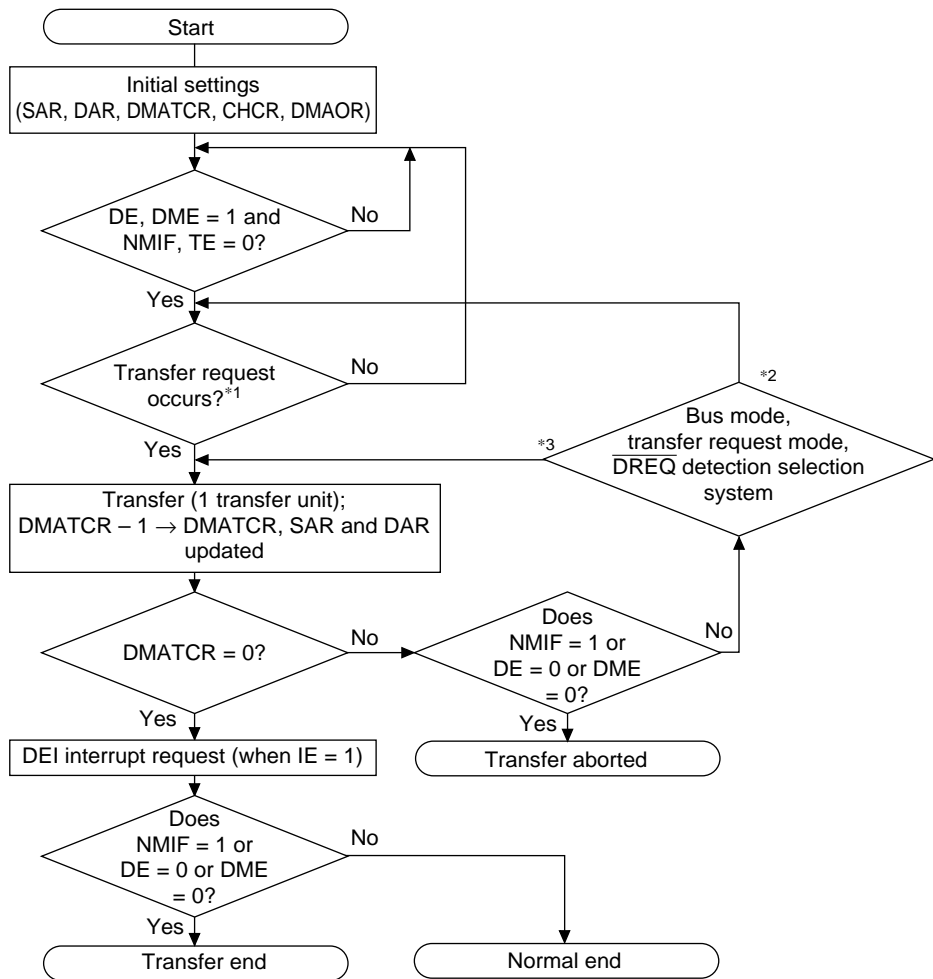 Start
Initial settings
(SAR, DAR, DMATCR, CHCR, DMAOR)
DE, DME = 1 and
NMIF, TE = 0?
No
Yes
Transfer request
occurs?*1
No
Yes
*2
Bus mode,
transfer request mode,
DREQ detection selection
system
*3
Transfer (1 transfer unit);
DMATCR – 1 → DMATCR, SAR and DAR
updated
DMATCR = 0?
No
Yes
Does
NMIF = 1 or
DE = 0 or DME
= 0?
No
Yes
Transfer aborted
DEI interrupt request (when IE = 1)
Does
NMIF = 1 or
DE = 0 or DME
= 0?
No
Yes
Transfer end
Normal end